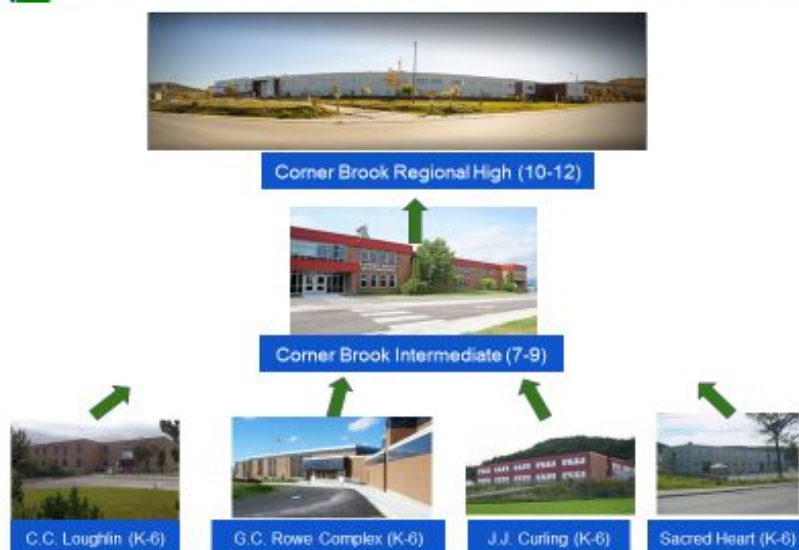 Corner Brook Regional High (10-12)
Corner Brook Intermediate (7-9)
C.C. Loughlin (K-6)
G.C. Rowe Complex (K-6)
J.J. Curling (K-6)
Sacred Heart (K-6)